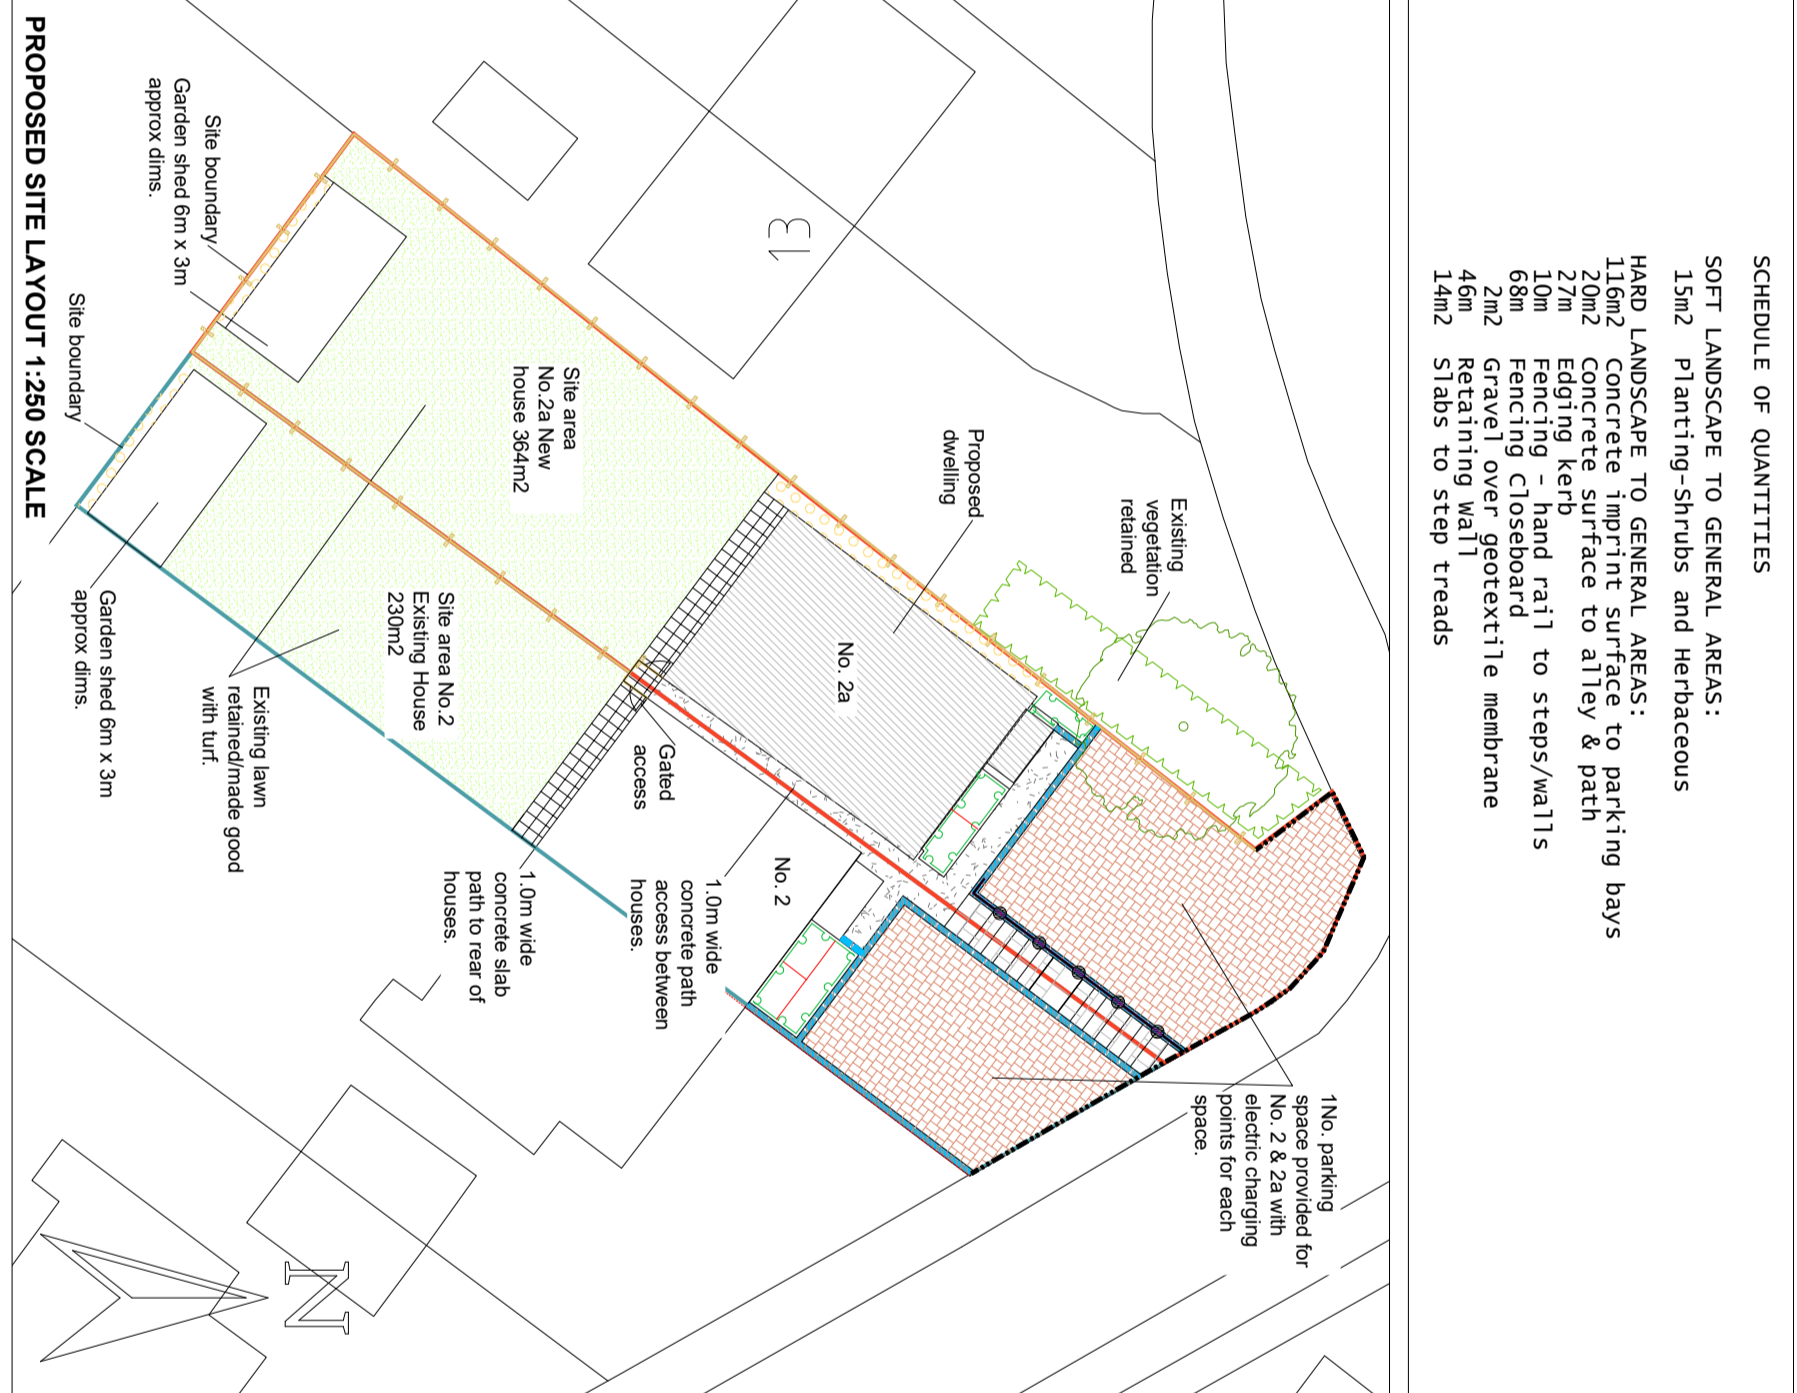 SCHEDULE OF QUANTITIES
SOFT LANDSCAPE TO GENERAL AREAS:
15m2 Planting-Shrubs and Herbaceous
HARD LANDSCAPE TO GENERAL AREAS:
116m2 Concrete imprint surface to parking bays
20m2 Concrete surface to alley & path
27m Edging kerb
10m Fencing - hand rail to steps/walls
68m Fencing Closeboard
2m2 Gravel over geotextile membrane
46m Retaining Wall
14m2 Slabs to step treads
Existing
vegetation
retained
Proposed
dwelling
13
No. 2a
Site area
No.2a New
house 364m2
Site area No.2
Existing House
230m2
No. 2
Gated
access
1No. parking
space provided for
No. 2 & 2a with
electric charging
points for each
space.
1.0m wide
concrete path
access between
houses.
1.0m wide
concrete slab
path to rear of
houses.
Existing lawn
retained/made good
with turf.
Site boundary
Garden shed 6m x 3m
approx dims.
Site boundary
Garden shed 6m x 3m
approx dims.
N
PROPOSED SITE LAYOUT 1:250 SCALE